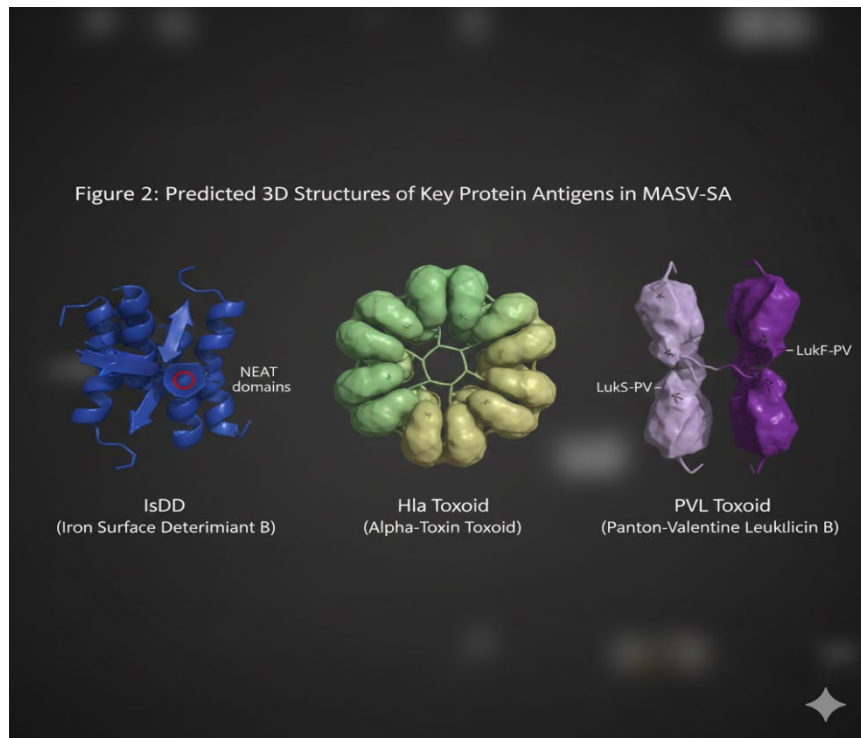 Figure 2: Predicted 3D Structures of Key Protein Antigens in MASV-SA
NEAT
domains
LukF-PV
LukS-PV
IsDD
(Iron Surface Deterimiant B)
Hla Toxoid
(Alpha-Toxin Toxoid)
PVL Toxoid
(Panton-Valentine Leukłlicin B)